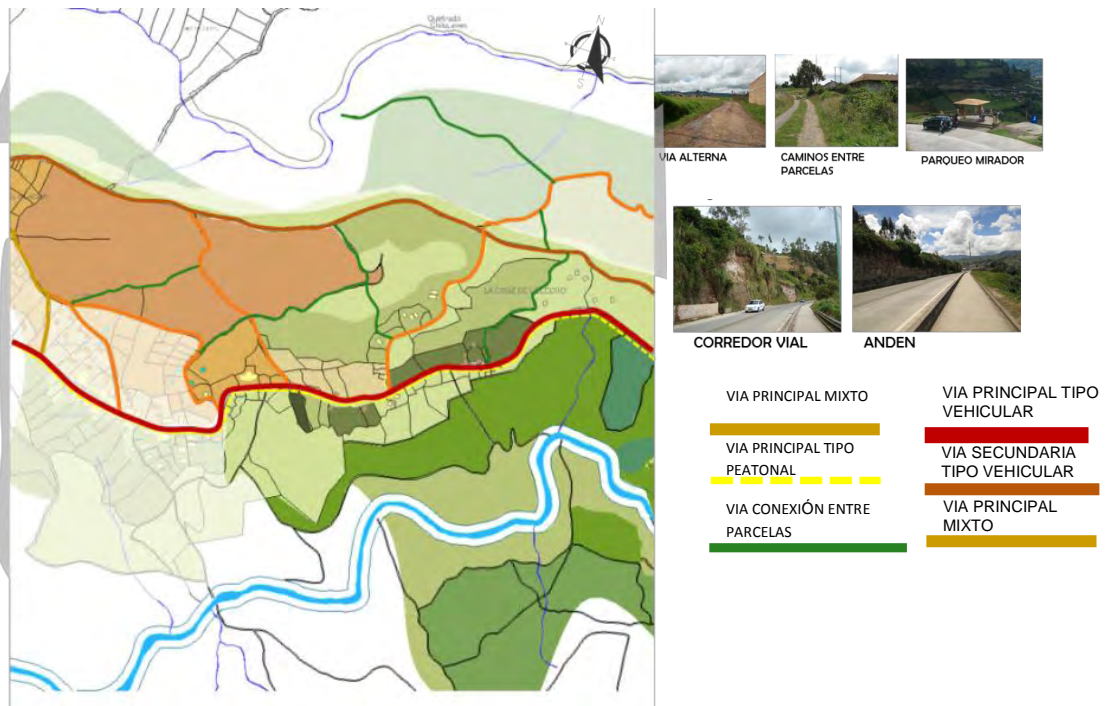 Quebrada
N
S
VIA ALTERNA
CAMINOS ENTRE
PARCELAS
PARQUEO MIRADOR
CORREDOR VIAL
ANDEN
VIA PRINCIPAL MIXTO
VIA PRINCIPAL TIPO
PEATONAL
VIA CONEXIÓN ENTRE
PARCELAS
VIA PRINCIPAL TIPO
VEHICULAR
VIA SECUNDARIA
TIPO VEHICULAR
VIA PRINCIPAL
MIXTO